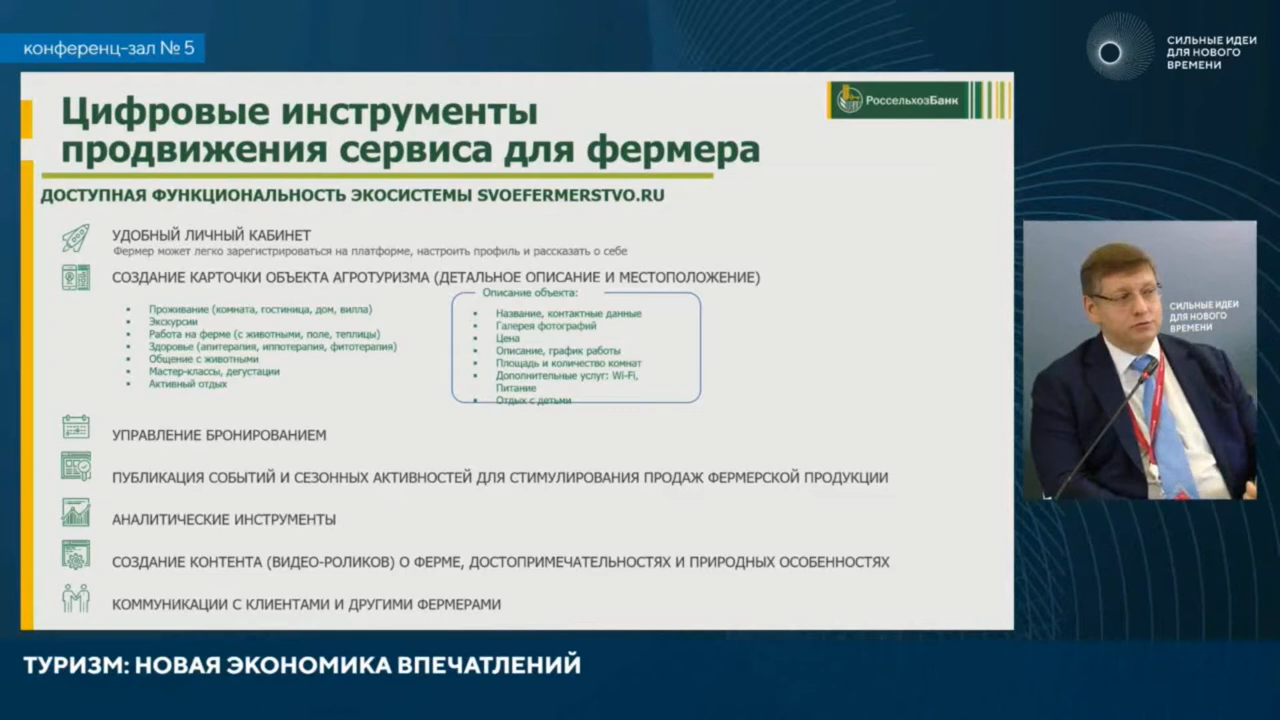 конференц-зал № 5
СИЛЬНЫЕ ИДЕИ
ДЛЯ НОВОГО
ВРЕМЕНИ
Цифровые инструменты
продвижения сервиса для фермера
РоссельхозБанк
ДОСТУПНАЯ ФУНКЦИОНАЛЬНОСТЬ ЭКОСИСТЕМЫ SVOEFERMERSTVO.RU
УДОБНЫЙ ЛИЧНЫЙ КАБИНЕТ
Фермер может легко зарегистрироваться на платформе, настроить профиль и рассказать о себе
СОЗДАНИЕ КАРТОЧКИ ОБЪЕКТА АГРОТУРИЗМА (ДЕТАЛЬНОЕ ОПИСАНИЕ И МЕСТОПОЛОЖЕНИЕ)
• Проживание (комната, гостиница, дом, вилла)
• Экскурсии
• Работа на ферме (с животными, поле, теплицы)
• Здоровье (апитерапия, иппотерапия, фитотерапия)
• Общение с животными
• Мастер-классы, дегустации
• Активный отдых
Описание объекта:
• Название, контактные данные
• Галерея фотографий
• Цена
• Описание, график работы
• Площадь и количество комнат
• Дополнительные услуг: Wi-Fi,
Питание
• Отдых с детьми
УПРАВЛЕНИЕ БРОНИРОВАНИЕМ
ПУБЛИКАЦИЯ СОБЫТИЙ И СЕЗОННЫХ АКТИВНОСТЕЙ ДЛЯ СТИМУЛИРОВАНИЯ ПРОДАЖ ФЕРМЕРСКОЙ ПРОДУКЦИИ
АНАЛИТИЧЕСКИЕ ИНСТРУМЕНТЫ
СОЗДАНИЕ КОНТЕНТА (ВИДЕО-РОЛИКОВ) О ФЕРМЕ, ДОСТОПРИМЕЧАТЕЛЬНОСТЯХ И ПРИРОДНЫХ ОСОБЕННОСТЯХ
КОММУНИКАЦИИ С КЛИЕНТАМИ И ДРУГИМИ ФЕРМЕРАМИ
СИЛЬНЫЕ ИДЕИ
ДЛЯ НОВОГО
ВРЕМЕНИ
ТУРИЗМ: НОВАЯ ЭКОНОМИКА ВПЕЧАТЛЕНИЙ